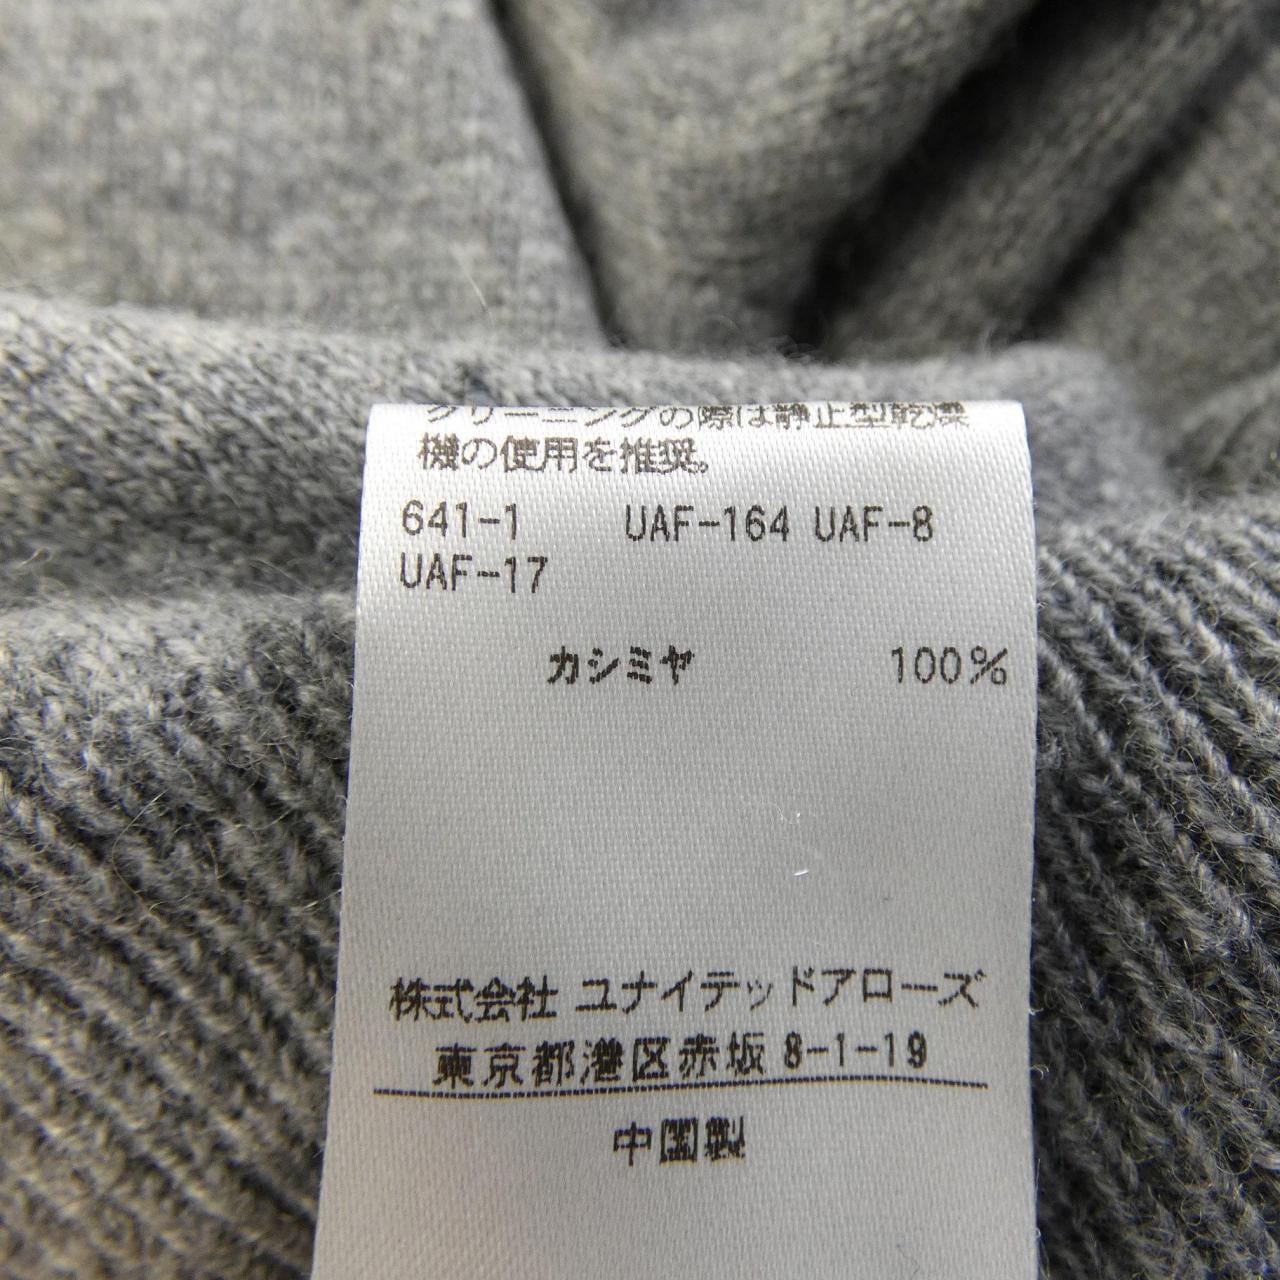 クリーニングの際は静止型乾燥
機の使用を推奨。
641-1 UAF-164 UAF-8
UAF-17
カシミヤ 100%
株式会社 ユナイテッドアローズ
東京都港区赤坂 8-1-19
中国製